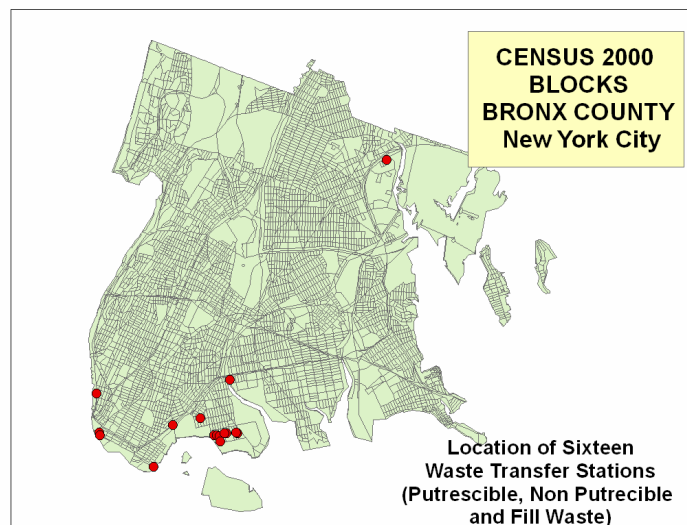 CENSUS 2000
BLOCKS
BRONX COUNTY
New York City
Location of Sixteen
Waste Transfer Stations
(Putrescible, Non Putrecible
and Fill Waste)